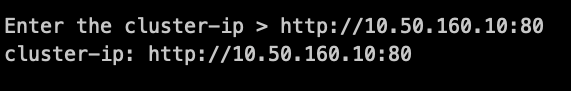 Enter the cluster-ip > http://10.50.160.10:80
cluster-ip: http://10.50.160.10:80